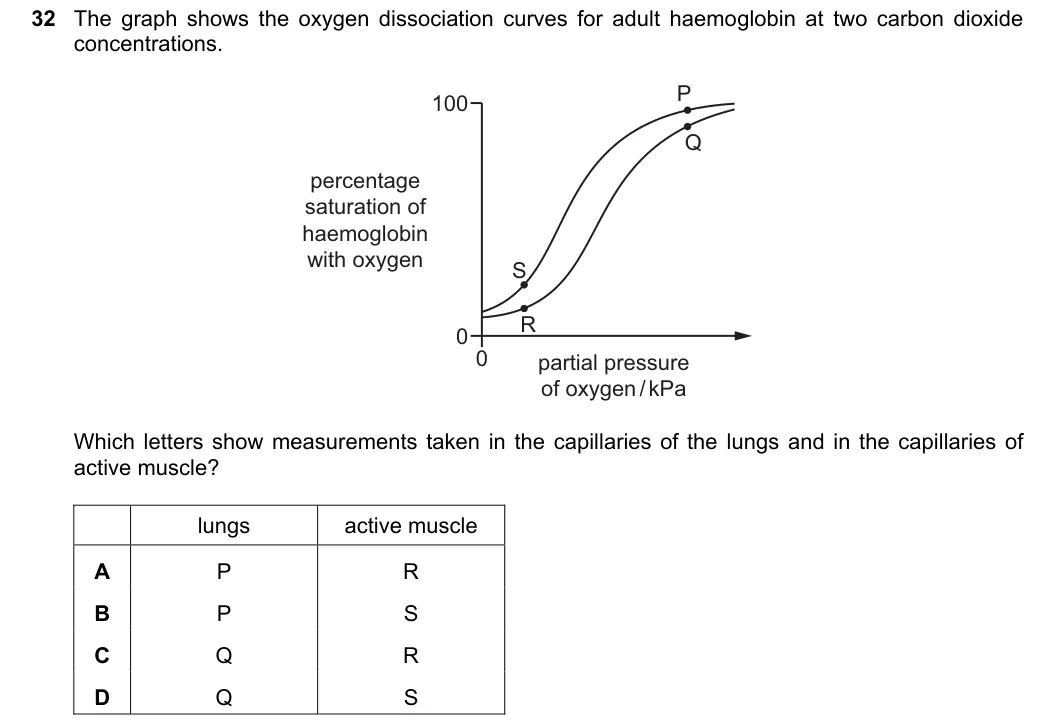 32 The graph shows the oxygen dissociation curves for adult haemoglobin at two carbon dioxide
concentrations.
P
100
Q
percentage
saturation of
haemoglobin
with oxygen
S
R
0
0
partial pressure
of oxygen/kPa
Which letters show measurements taken in the capillaries of the lungs and in the capillaries of
active muscle?
lungs active muscle
A P R
B P S
C Q R
D Q S